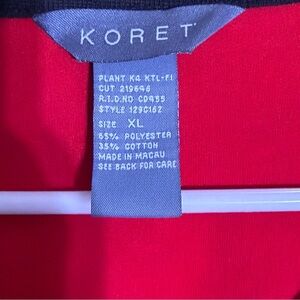 KORET
PLANT K4 KTL-FI
CUT 219646
R.T.D.NO C0435
STYLE 129C162
SIZE XL
65% POLYESTER
35% COTTON
MADE IN MACAU
SEE BACK FOR CARE